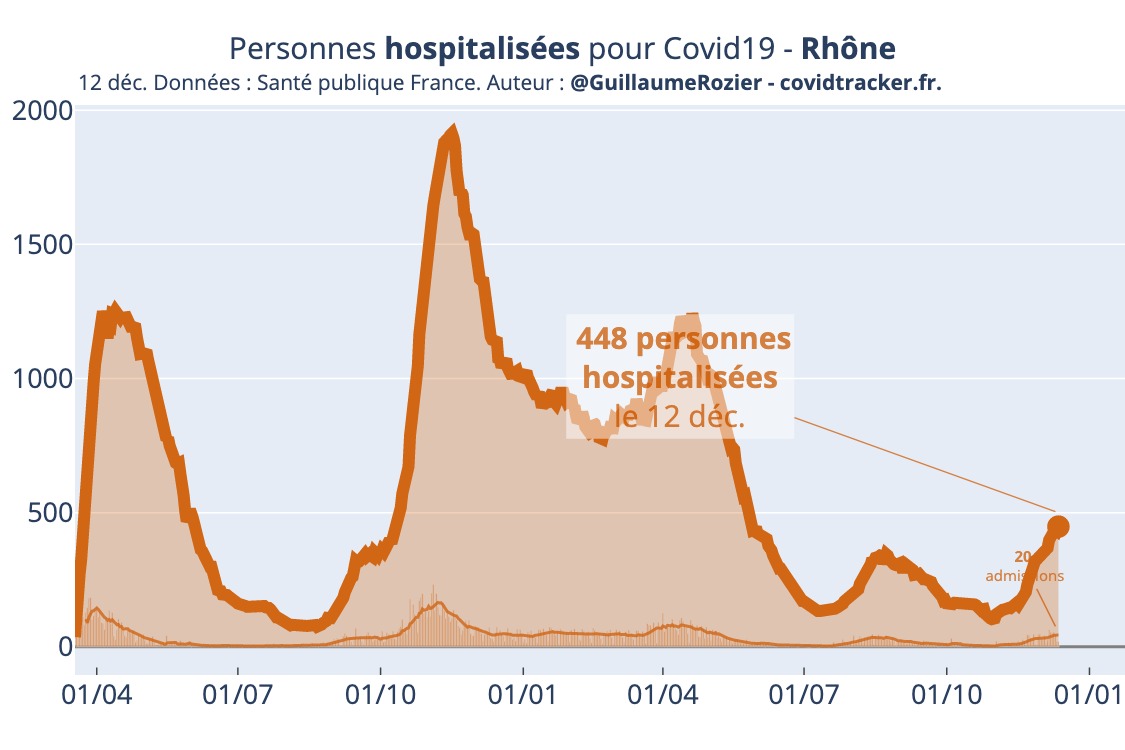 Personnes hospitalisées pour Covid19 - Rhône
12 déc. Données : Santé publique France. Auteur : @GuillaumeRozier - covidtracker.fr.
2000
1500
1000
500
0
448 personnes
hospitalisées
le 12 déc.
20
admissions
01/04 01/07 01/10 01/01 01/04 01/07 01/10 01/01